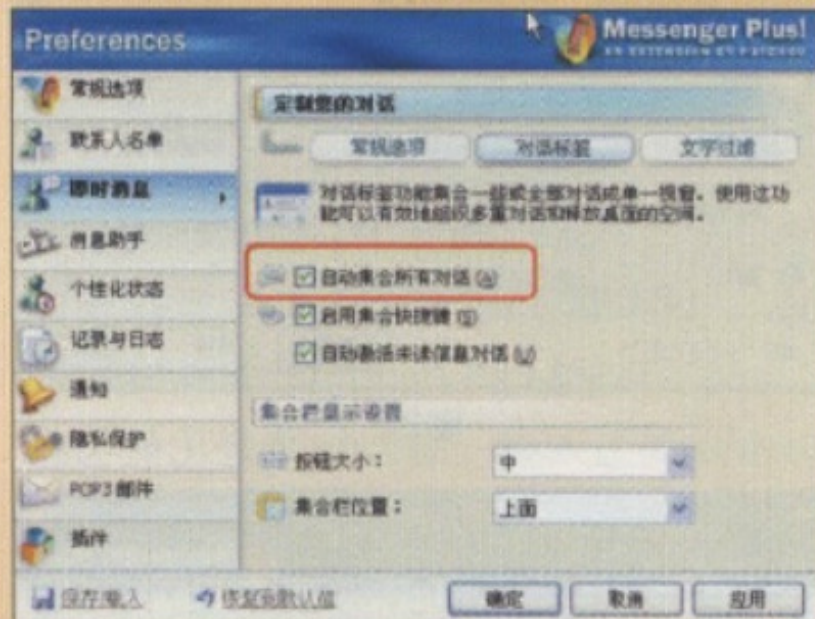 Preferences
Messenger Plus!
常规选项
联系人名单
即时消息
消息助手
个性化状态
记录与日志
通知
隐私保护
POP3 邮件
插件
定制您的对话
常规选项
对话标签
文字过滤
对话标签功能集合一些或全部对话成单一视窗。使用这功
能可以有效地组织多重对话和释放桌面的空间。
自动集合所有对话 (A)
启用集合快捷键 (S)
自动激活未读信息对话 (U)
集合栏显示设置
按钮大小：
中
集合栏位置：
上面
保存/载入
恢复到默认值
确定
取消
应用